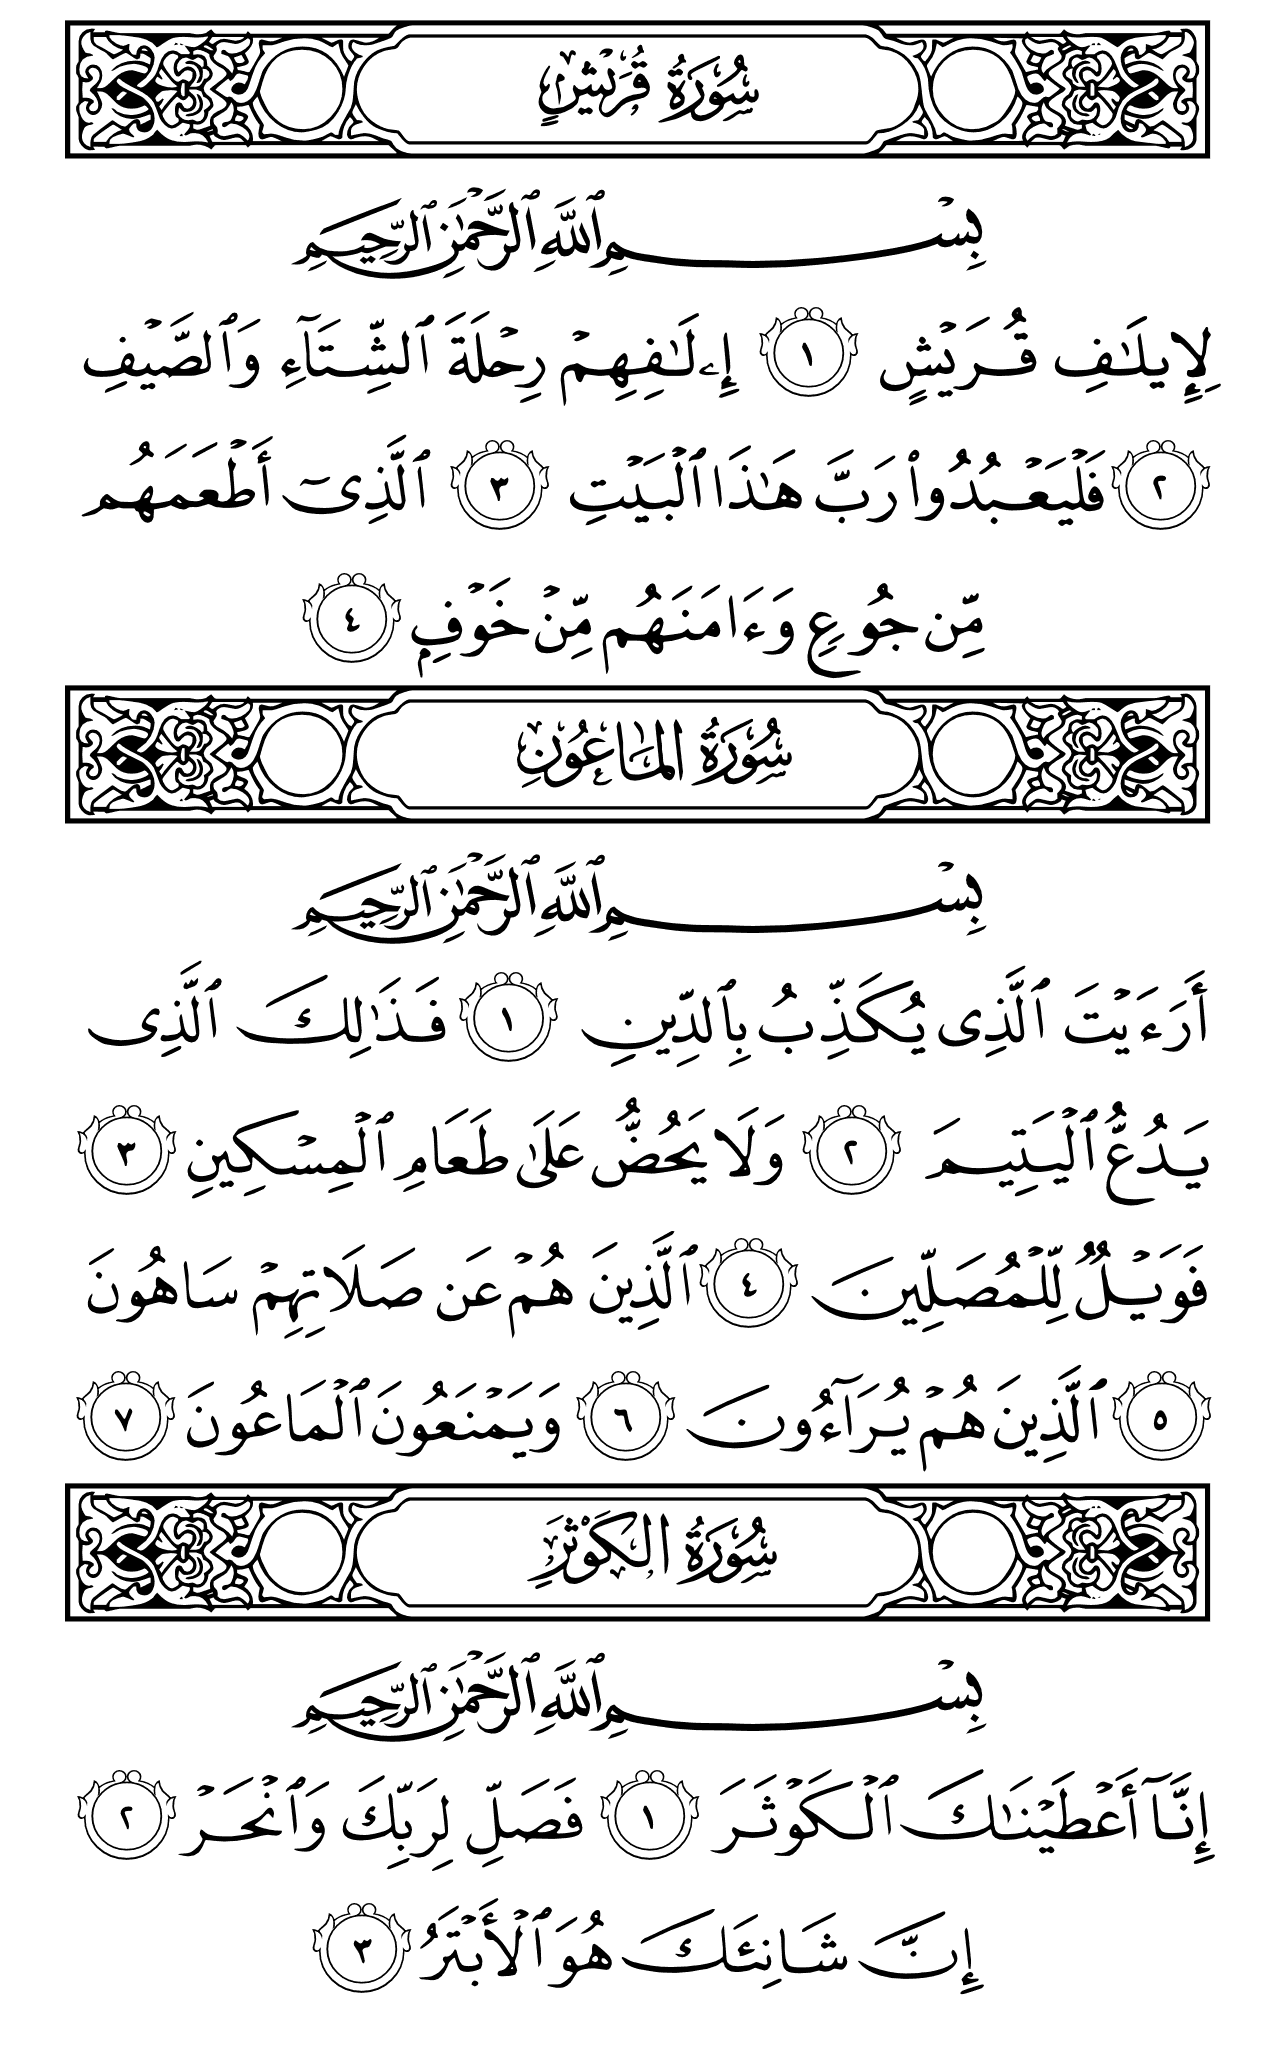 سُورَةُ قُرَيْشٍ
بِسْمِ ٱللَّهِ ٱلرَّحْمَٰنِ ٱلرَّحِيمِ
لِإِيلَٰفِ قُرَيْشٍ ١ إِۦلَٰفِهِمْ رِحْلَةَ ٱلشِّتَآءِ وَٱلصَّيْفِ
٢ فَلْيَعْبُدُوا۟ رَبَّ هَٰذَا ٱلْبَيْتِ ٣ ٱلَّذِىٓ أَطْعَمَهُم
مِّن جُوعٍ وَءَامَنَهُم مِّنْ خَوْفٍۭ ٤
سُورَةُ المَاعُونِ
بِسْمِ ٱللَّهِ ٱلرَّحْمَٰنِ ٱلرَّحِيمِ
أَرَءَيْتَ ٱلَّذِى يُكَذِّبُ بِٱلدِّينِ ١ فَذَٰلِكَ ٱلَّذِى
يَدُعُّ ٱلْيَتِيمَ ٢ وَلَا يَحُضُّ عَلَىٰ طَعَامِ ٱلْمِسْكِينِ ٣
فَوَيْلٌ لِّلْمُصَلِّينَ ٤ ٱلَّذِينَ هُمْ عَن صَلَاتِهِمْ سَاهُونَ
٥ ٱلَّذِينَ هُمْ يُرَآءُونَ ٦ وَيَمْنَعُونَ ٱلْمَاعُونَ ٧
سُورَةُ الكَوْثَرِ
بِسْمِ ٱللَّهِ ٱلرَّحْمَٰنِ ٱلرَّحِيمِ
إِنَّآ أَعْطَيْنَٰكَ ٱلْكَوْثَرَ ١ فَصَلِّ لِرَبِّكَ وَٱنْحَرْ ٢
إِنَّ شَانِئَكَ هُوَ ٱلْأَبْتَرُ ٣